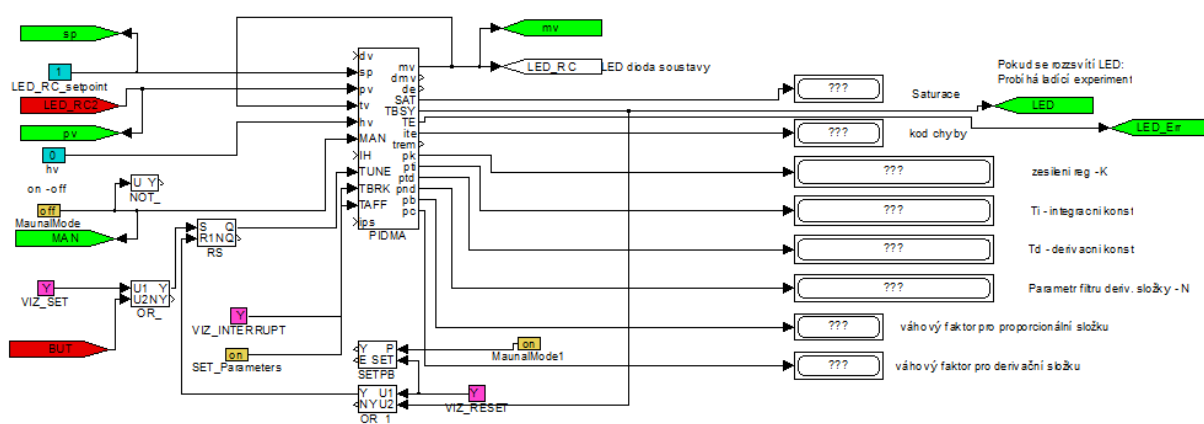 sp
1
LED_RC_setpoint
LED_RC2
pv
0
hv
on -off
off
MaunalMode
MAN
U Y
NOT_
S Q
R1NQ
RS
Y
VIZ_SET
U1 Y
U2NY
OR_
BUT
Y
VIZ_INTERRUPT
on
SET_Parameters
dv
sp
pv
tv
hv
MAN
IH
TUNE
TBRK
TAFF
ips
mv
dmv
de
SAT
TBSY
TE
ite
trem
pk
pti
ptd
pnd
pb
pc
PIDMA
Y P
E SET
SETPB
Y U1
NYU2
OR_1
on
MaunalMode1
Y
VIZ_RESET
mv
LED_RC
LED dioda soustavy
Pokud se rozzsvítí LED:
Probíhá ladící experiment
??? Saturace
LED
LED_Err
??? kod chyby
??? zesileni reg -K
??? Ti - integracni konst
??? Td - derivacni konst
??? Parametr filtru deriv. složky - N
??? váhový faktor pro proporcionální složku
??? váhový faktor pro derivační složku